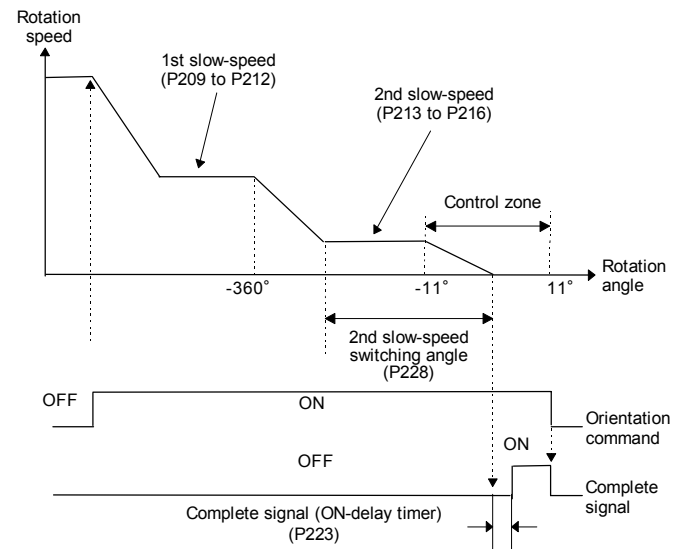 Rotation
speed
1st slow-speed
(P209 to P212)
2nd slow-speed
(P213 to P216)
Control zone
Rotation
angle
-360°
-11°
11°
2nd slow-speed
switching angle
(P228)
OFF
ON
Orientation
command
ON
OFF
Complete
signal
Complete signal (ON-delay timer)
(P223)